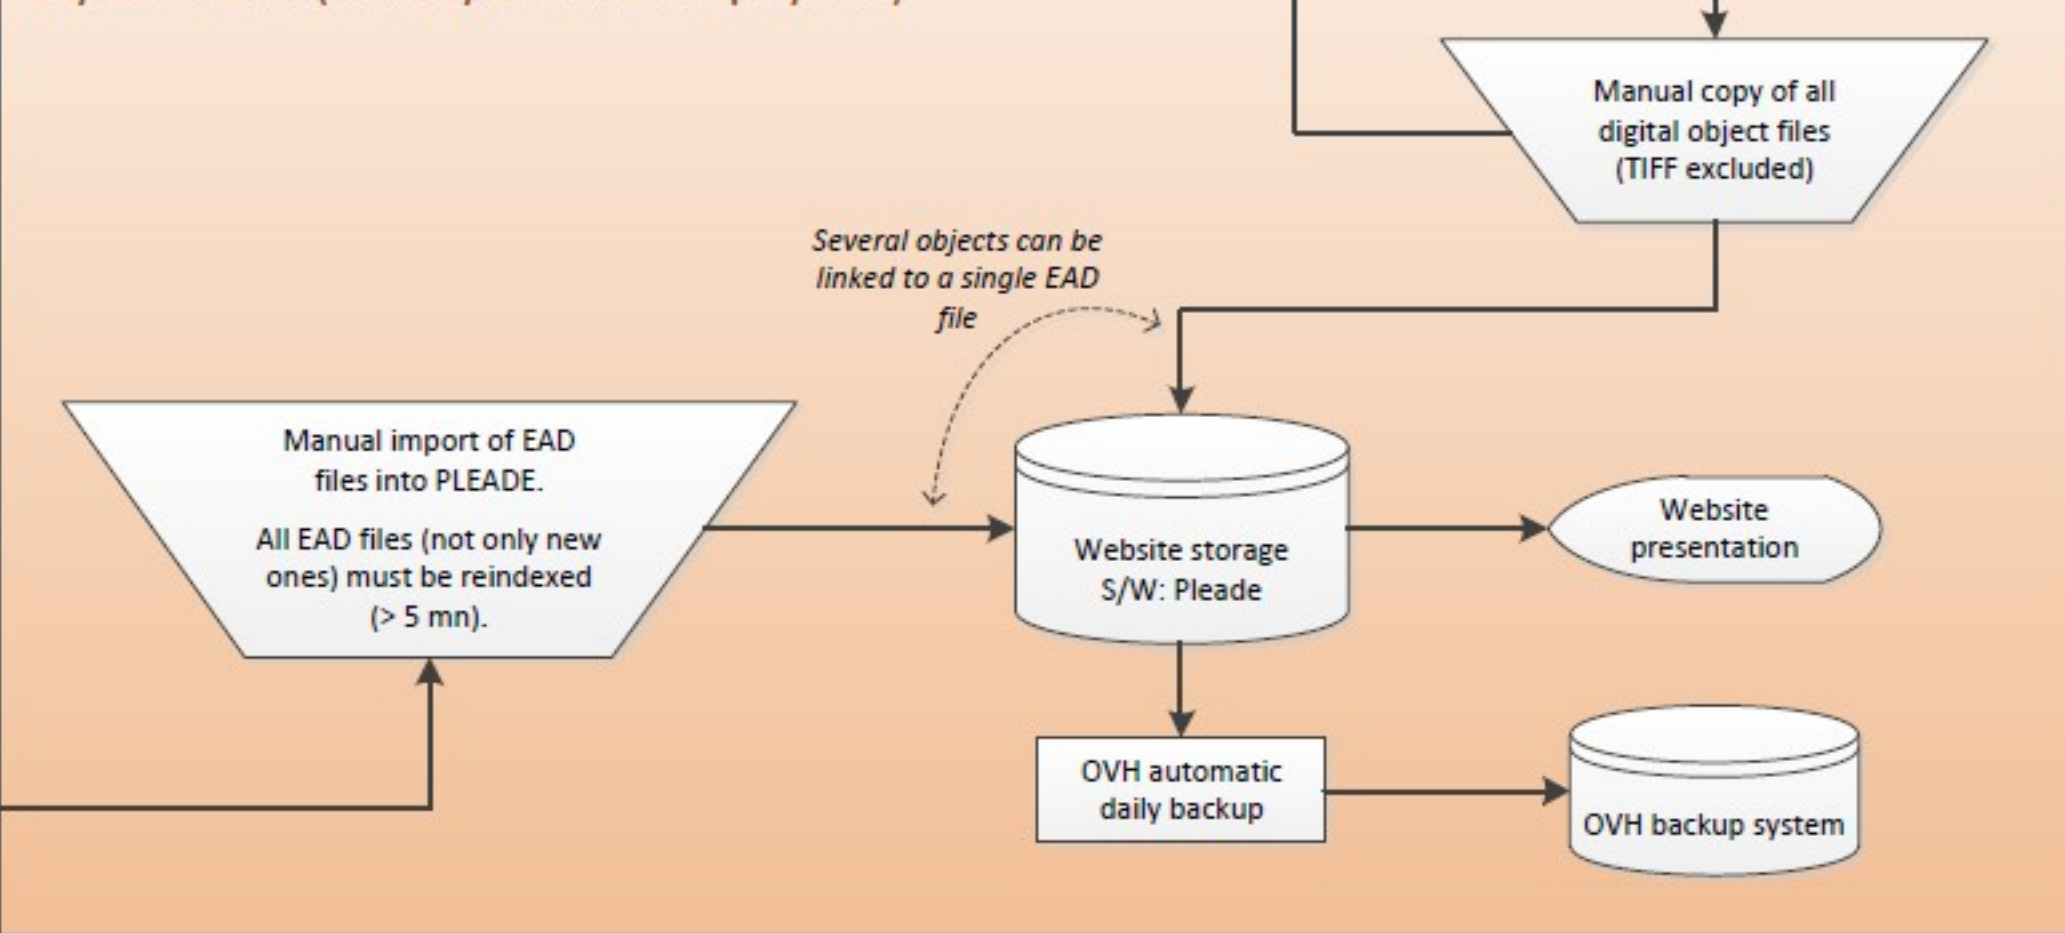 Manual copy of all
digital object files
(TIFF excluded)
Several objects can be
linked to a single EAD
file
Manual import of EAD
files into PLEADE.
All EAD files (not only new
ones) must be reindexed
(> 5 mn).
Website storage
S/W: Pleade
Website
presentation
OVH automatic
daily backup
OVH backup system